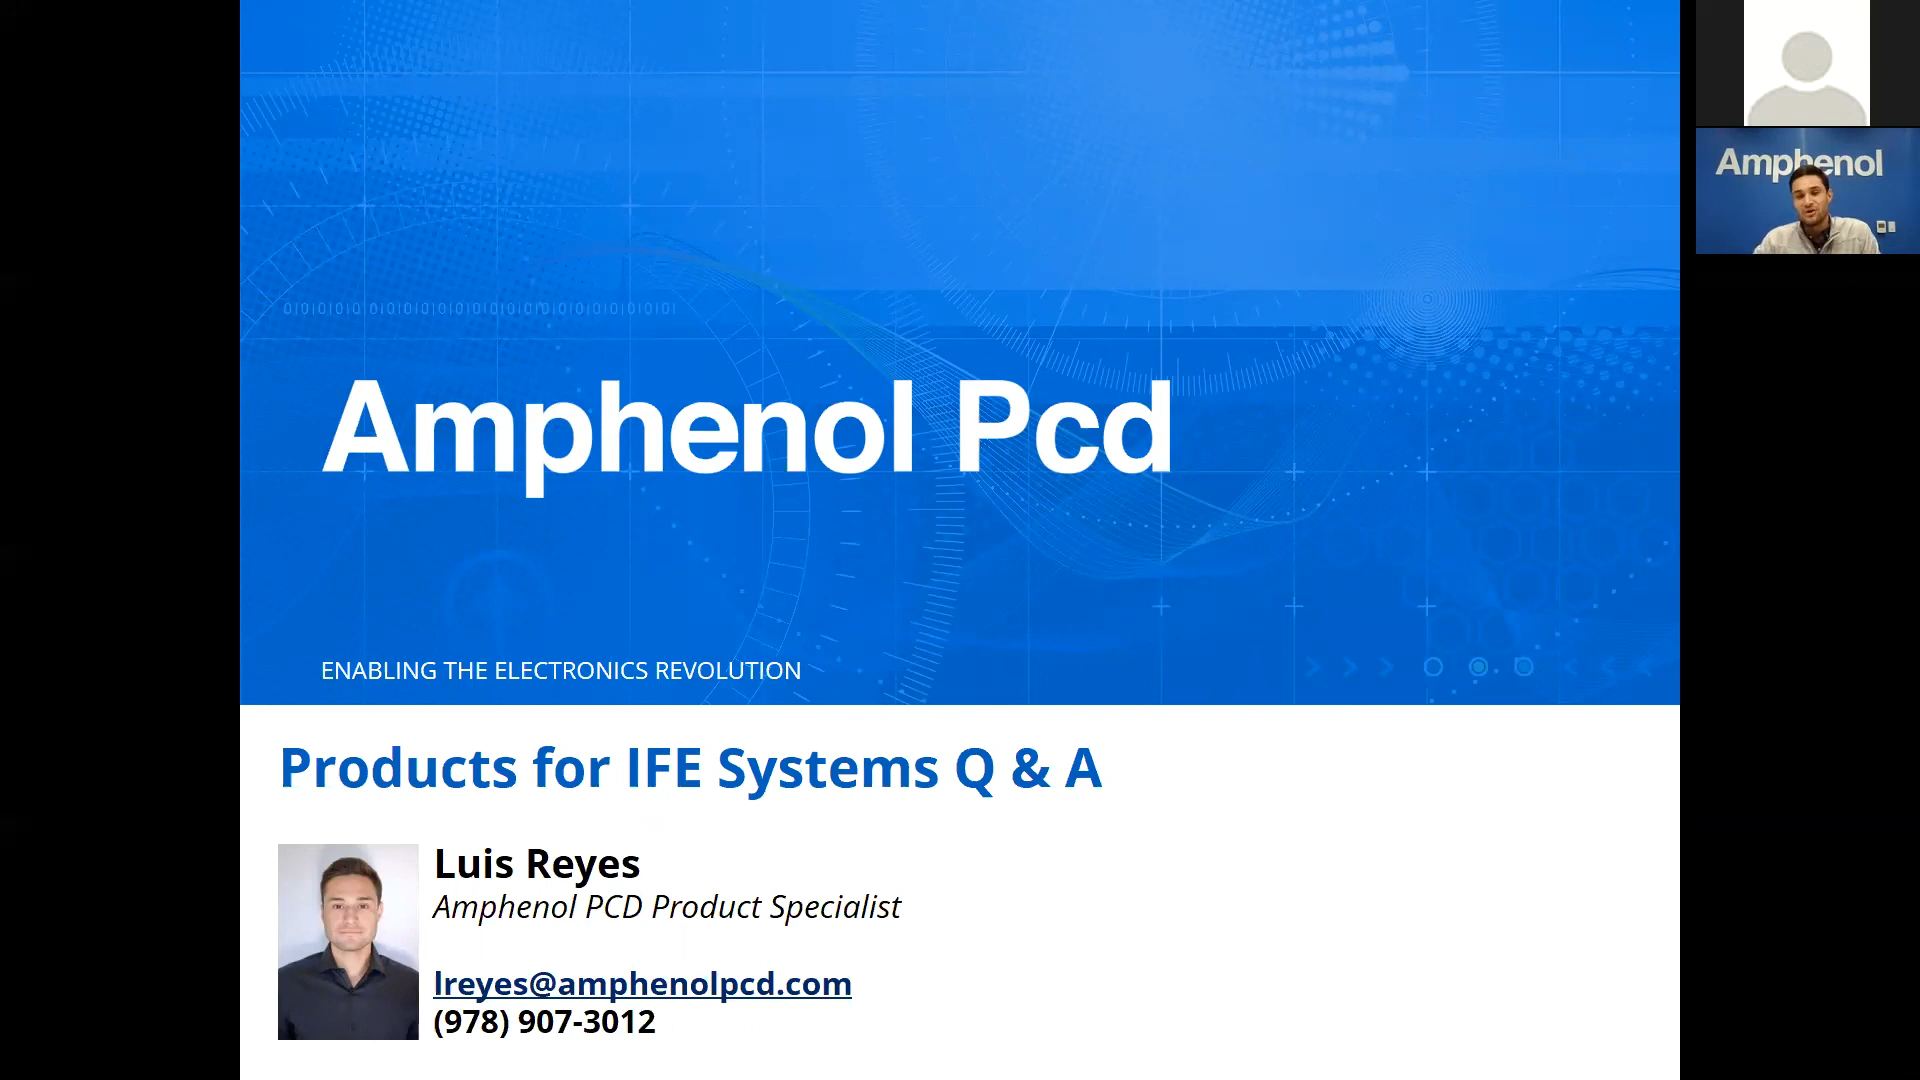 Amphenol
Amphenol Pcd
ENABLING THE ELECTRONICS REVOLUTION
Products for IFE Systems Q & A
Luis Reyes
Amphenol PCD Product Specialist
lreyes@amphenolpcd.com
(978) 907-3012